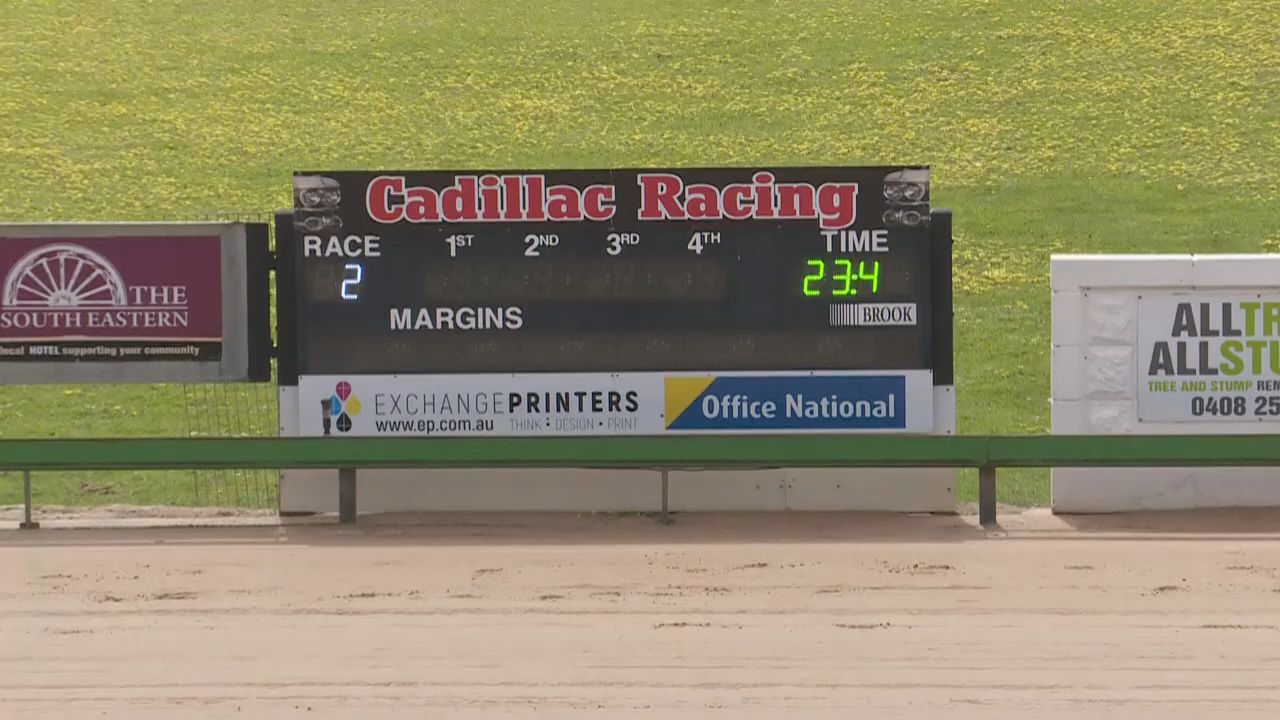 Cadillac Racing
RACE 1ST 2ND 3RD 4TH TIME
2 23:4
MARGINS
BROOK
THE
SOUTH EASTERN
local HOTEL supporting your community
EXCHANGEPRINTERS
www.ep.com.au THINK : DESIGN • PRINT
Office National
ALLTR
ALLSTU
TREE AND STUMP REM
0408 25